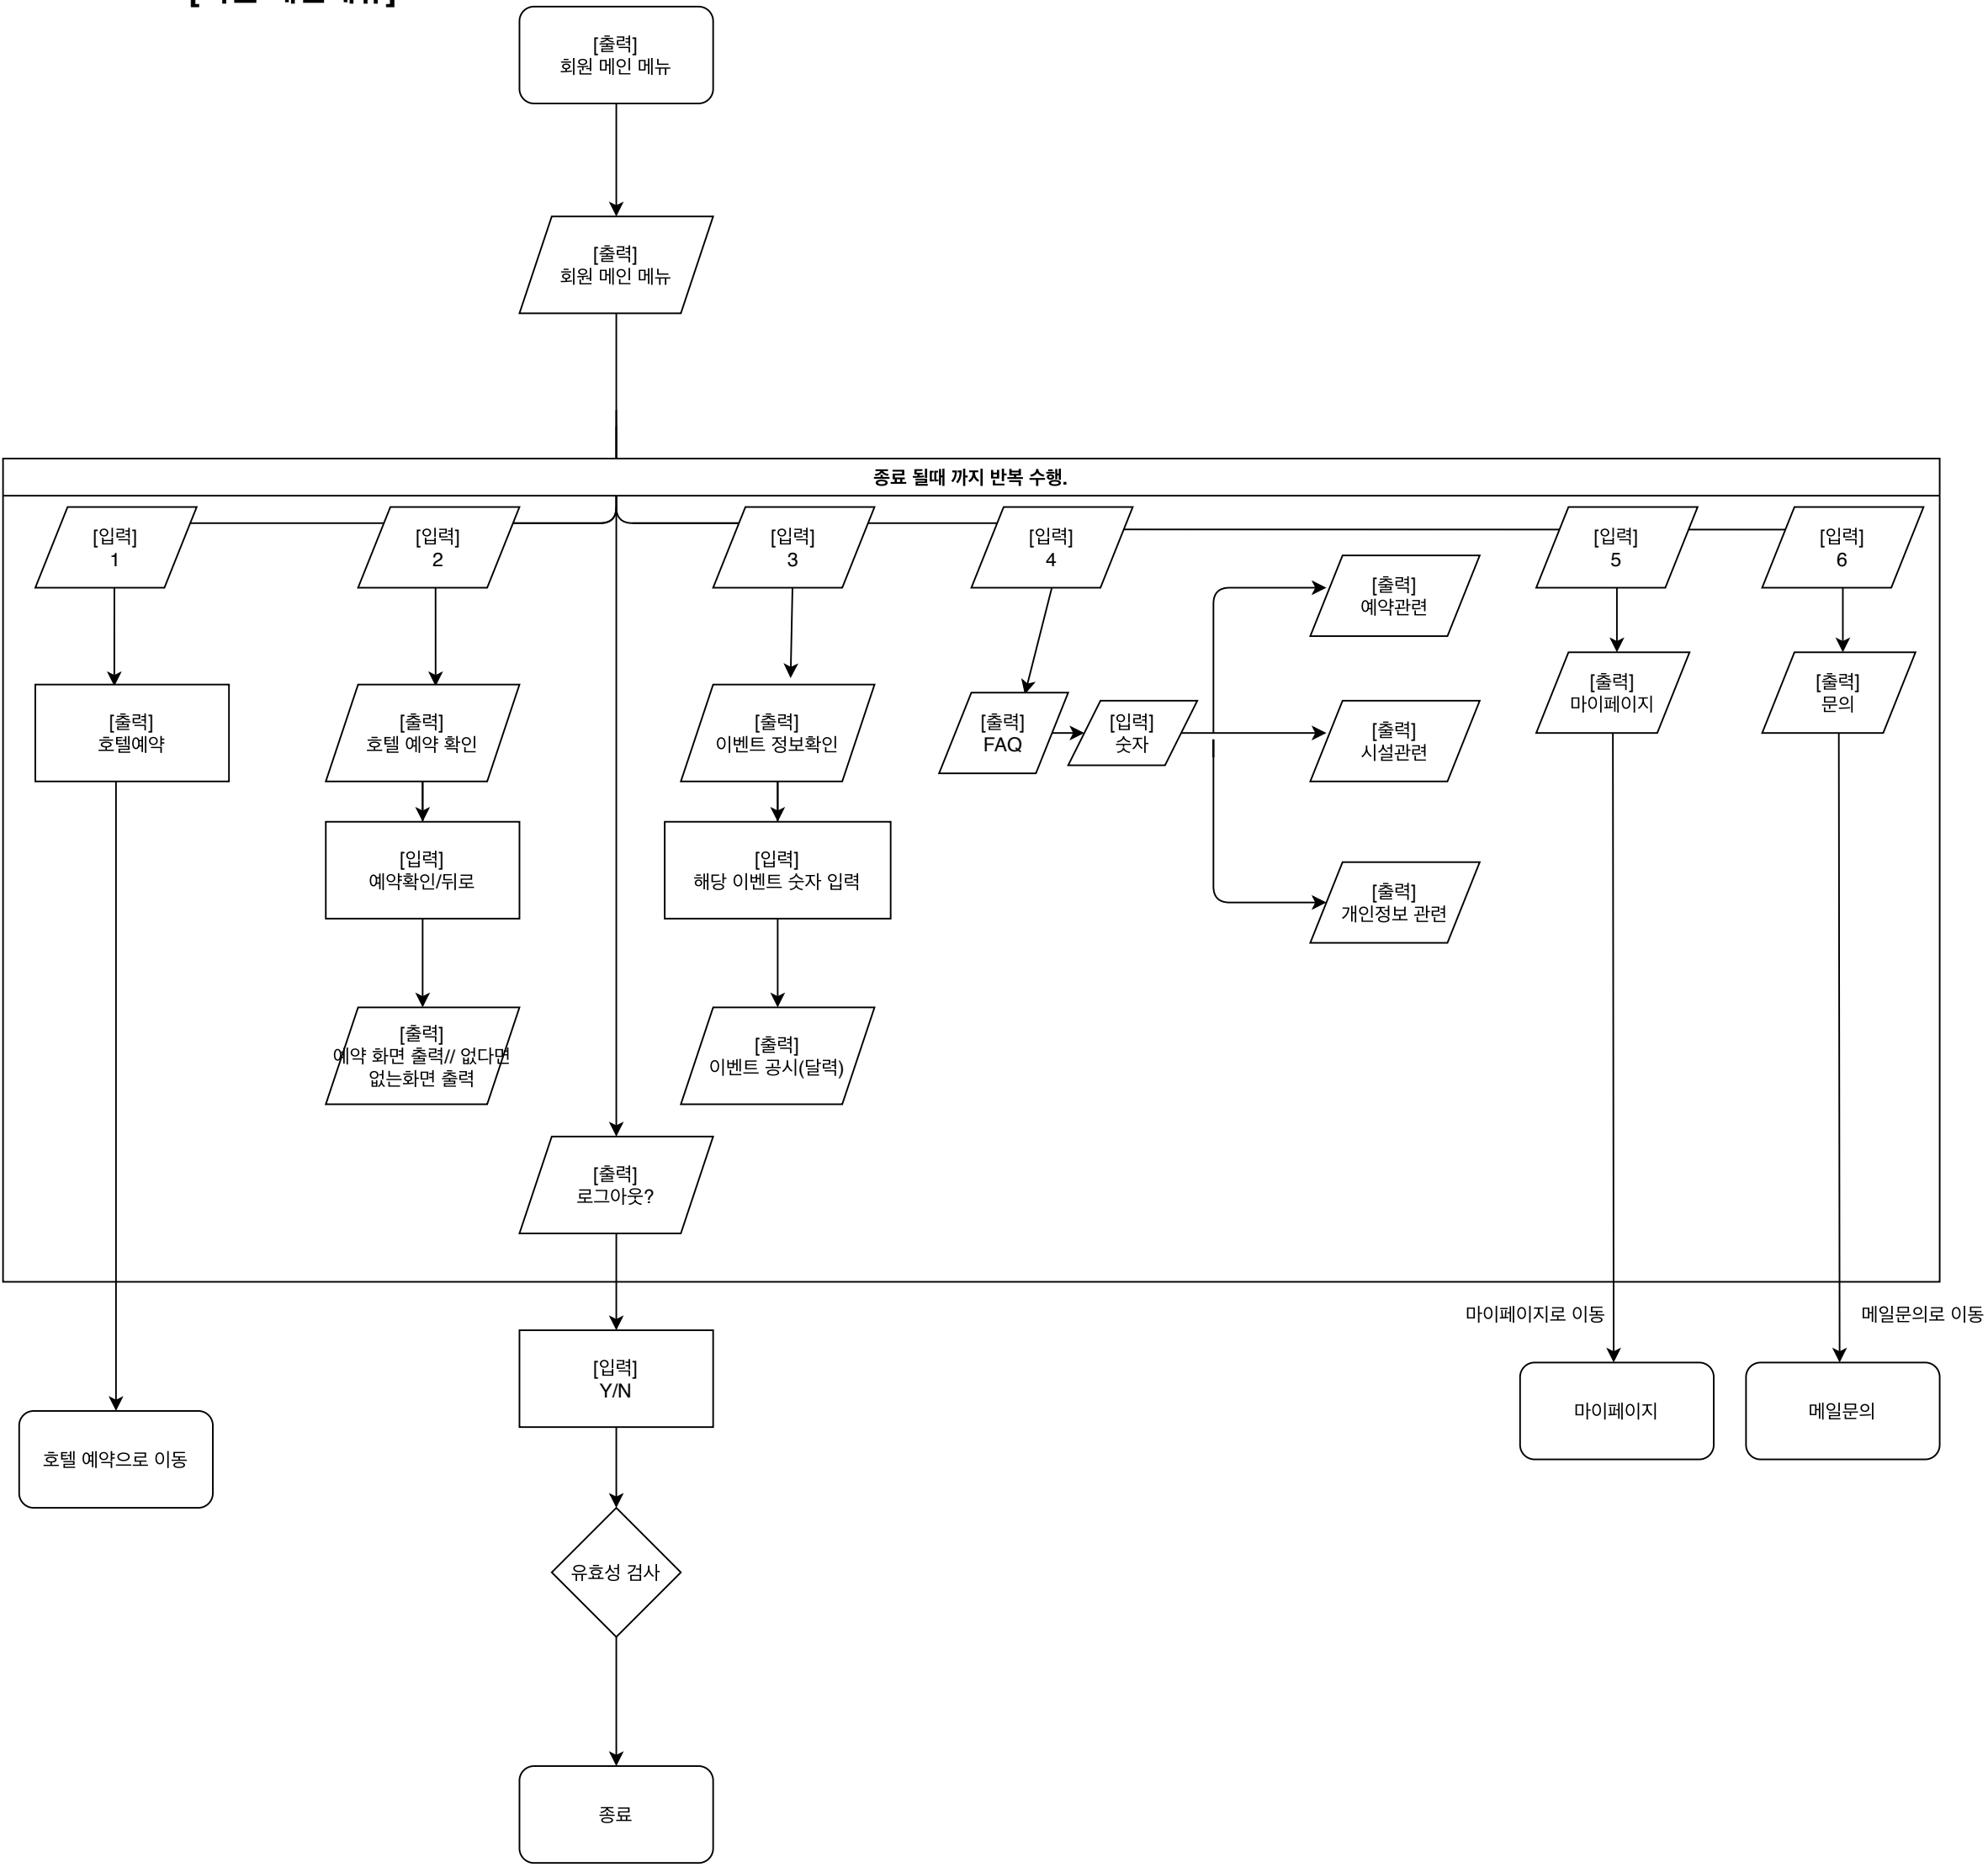 [출력]
회원 메인 메뉴
[출력]
회원 메인 메뉴
종료 될때 까지 반복 수행.
[입력]
1
[입력]
2
[입력]
3
[입력]
4
[입력]
5
[입력]
6
[출력]
예약관련
[출력]
호텔예약
[출력]
호텔 예약 확인
[출력]
이벤트 정보확인
[출력]
FAQ
[입력]
숫자
[출력]
시설관련
[출력]
마이페이지
[출력]
문의
[입력]
예약확인/뒤로
[입력]
해당 이벤트 숫자 입력
[출력]
개인정보 관련
[출력]
예약 화면 출력// 없다면
없는화면 출력
[출력]
이벤트 공시(달력)
[출력]
로그아웃?
마이페이지로 이동
메일문의로 이동
[입력]
Y/N
마이페이지
메일문의
호텔 예약으로 이동
유효성 검사
종료